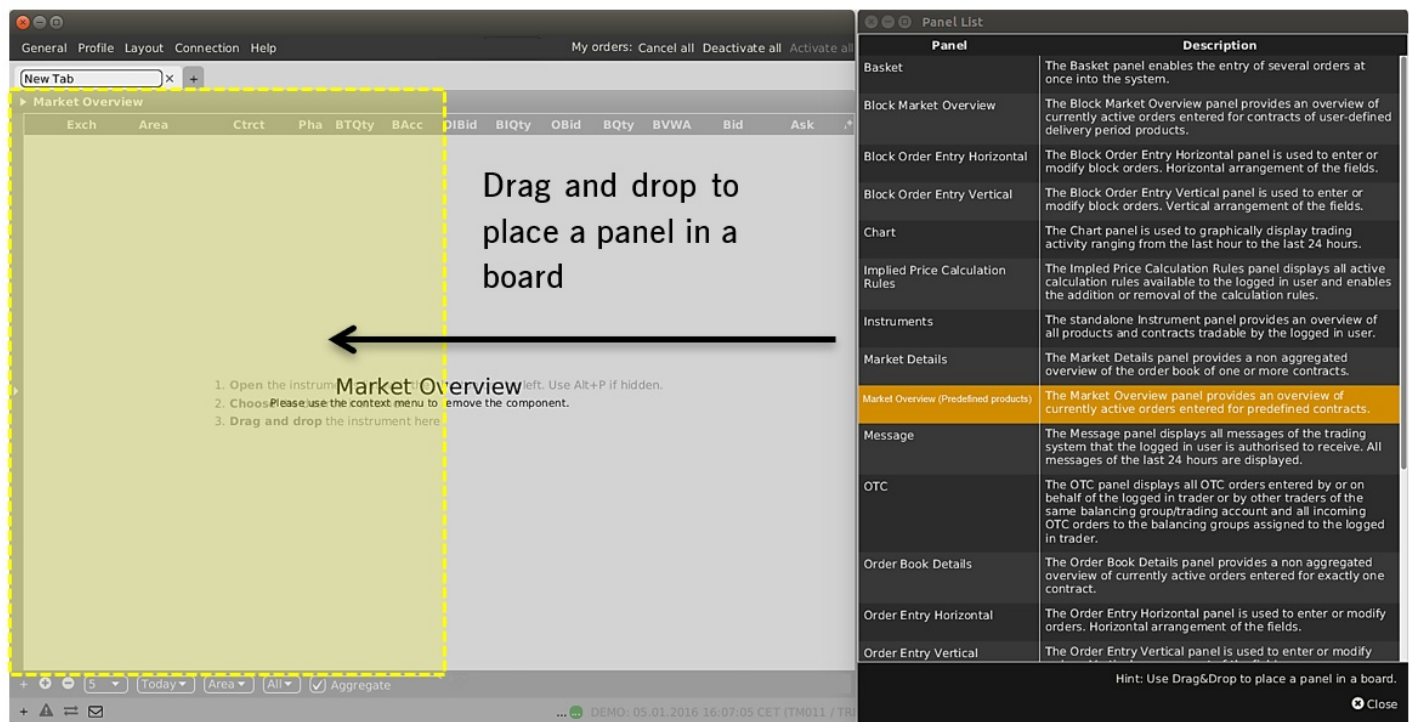 General Profile Layout Connection Help My orders: Cancel all Deactivate all Activate all
New Tab × +
Market Overview
Exch Area Ctrct Pha BTQty BAcc OIBid BIQty OBid BQty BVWA Bid Ask
Drag and drop to
place a panel in a
board
1. Open the left. Use Alt+P if hidden.
Market Overview
2. Choose
Please use the context menu to remove the component.
3. Drag and drop the instrument here
+ 5 Today Area All Aggregate
+ ... DEMO: 05.01.2016 16:07:05 CET (TM011 /
Panel List
Panel Description
Basket
The Basket panel enables the entry of several orders at
once into the system.
Block Market Overview
The Block Market Overview panel provides an overview of
currently active orders entered for contracts of user-defined
delivery period products.
Block Order Entry Horizontal
The Block Order Entry Horizontal panel is used to enter or
modify block orders. Horizontal arrangement of the fields.
Block Order Entry Vertical
The Block Order Entry Vertical panel is used to enter or
modify block orders. Vertical arrangement of the fields.
Chart
The Chart panel is used to graphically display trading
activity ranging from the last hour to the last 24 hours.
Implied Price Calculation
Rules
The Impled Price Calculation Rules panel displays all active
calculation rules available to the logged in user and enables
the addition or removal of the calculation rules.
Instruments
The standalone Instrument panel provides an overview of
all products and contracts tradable by the logged in user.
Market Details
The Market Details panel provides a non aggregated
overview of the order book of one or more contracts.
Market Overview (Predefined products)
The Market Overview panel provides an overview of
currently active orders entered for predefined contracts.
Message
The Message panel displays all messages of the trading
system that the logged in user is authorised to receive. All
messages of the last 24 hours are displayed.
OTC
The OTC panel displays all OTC orders entered by or on
behalf of the logged in trader or by other traders of the
same balancing group/trading account and all incoming
OTC orders to the balancing groups assigned to the logged
in trader.
Order Book Details
The Order Book Details panel provides a non aggregated
overview of currently active orders entered for exactly one
contract.
Order Entry Horizontal
The Order Entry Horizontal panel is used to enter or modify
orders. Horizontal arrangement of the fields.
Order Entry Vertical
The Order Entry Vertical panel is used to enter or modify
Hint: Use Drag&Drop to place a panel in a board.
Close